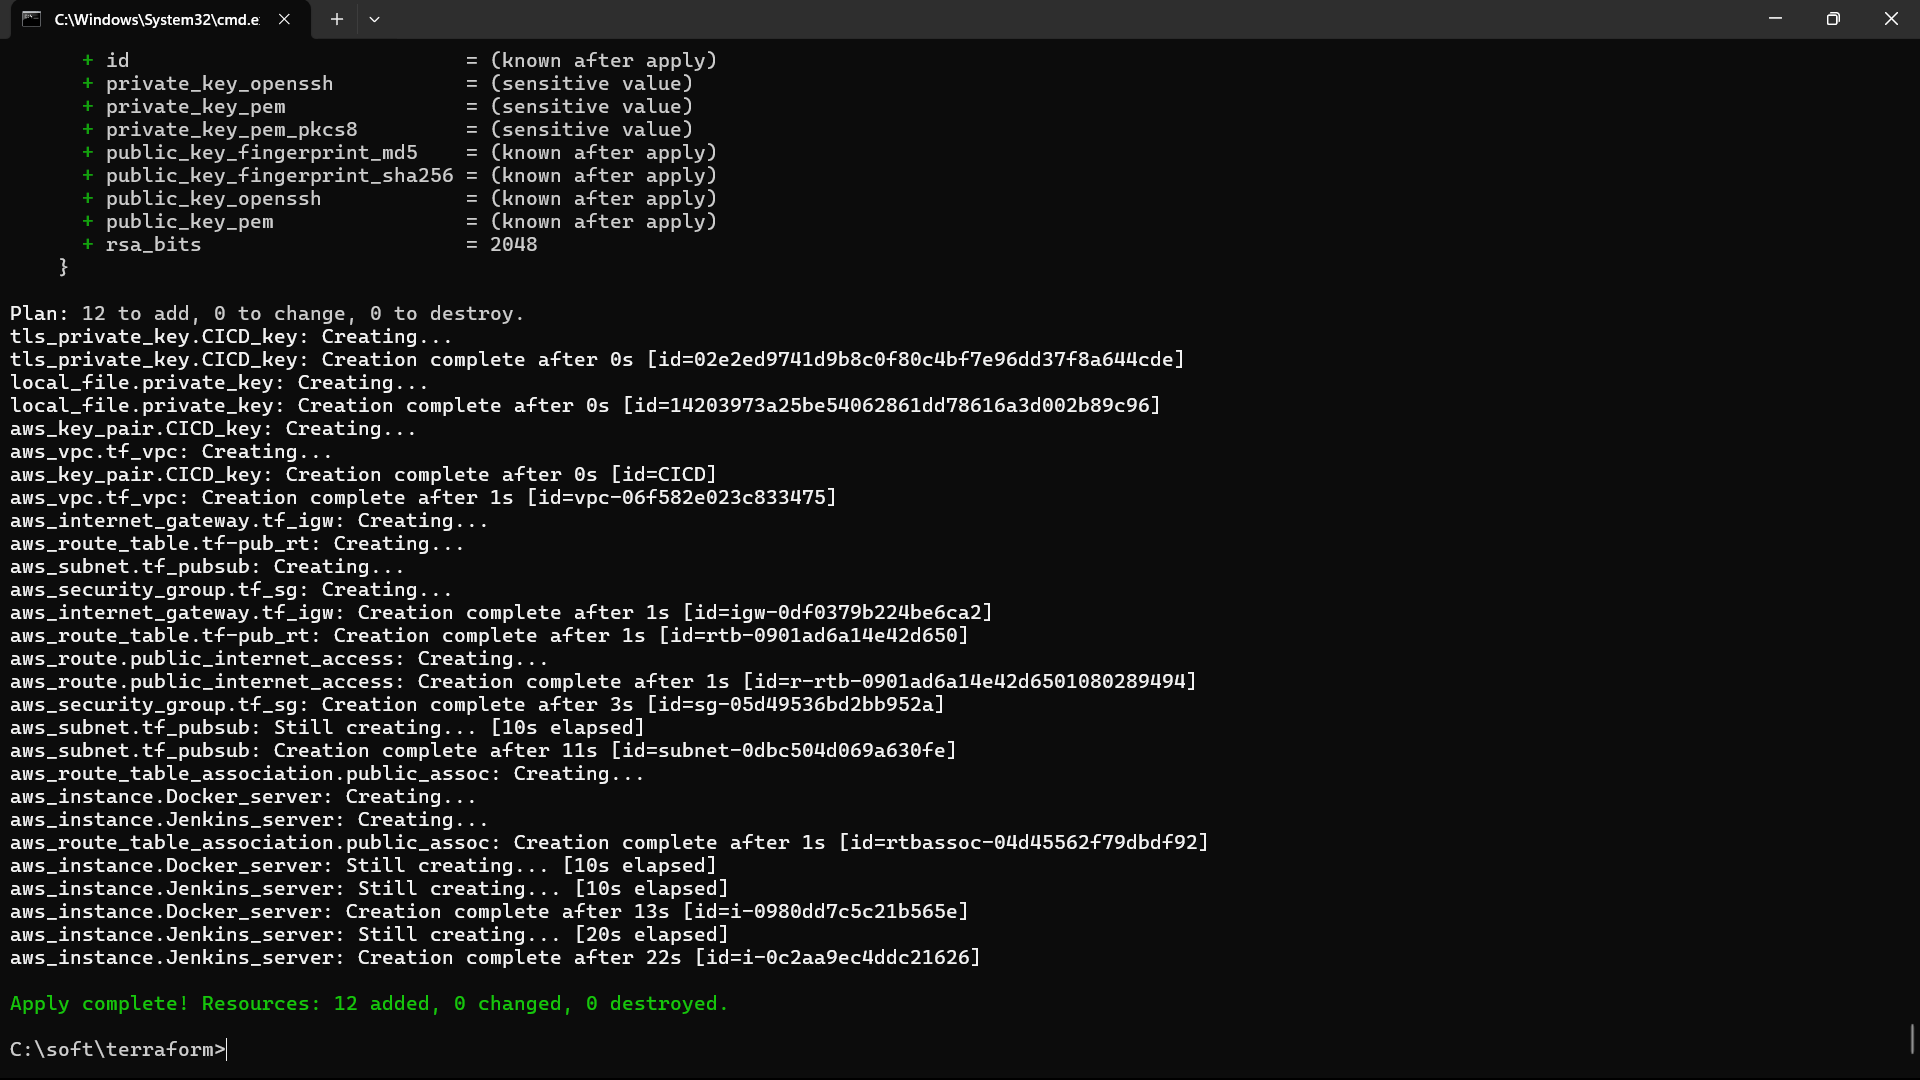 C:\Windows\System32\cmd.e
+ id = (known after apply)
+ private_key_openssh = (sensitive value)
+ private_key_pem = (sensitive value)
+ private_key_pem_pkcs8 = (sensitive value)
+ public_key_fingerprint_md5 = (known after apply)
+ public_key_fingerprint_sha256 = (known after apply)
+ public_key_openssh = (known after apply)
+ public_key_pem = (known after apply)
+ rsa_bits = 2048
}
Plan: 12 to add, 0 to change, 0 to destroy.
tls_private_key.CICD_key: Creating...
tls_private_key.CICD_key: Creation complete after 0s [id=02e2ed9741d9b8c0f80c4bf7e96dd37f8a644cde]
local_file.private_key: Creating...
local_file.private_key: Creation complete after 0s [id=14203973a25be54062861dd78616a3d002b89c96]
aws_key_pair.CICD_key: Creating...
aws_vpc.tf_vpc: Creating...
aws_key_pair.CICD_key: Creation complete after 0s [id=CICD]
aws_vpc.tf_vpc: Creation complete after 1s [id=vpc-06f582e023c833475]
aws_internet_gateway.tf_igw: Creating...
aws_route_table.tf-pub_rt: Creating...
aws_subnet.tf_pubsub: Creating...
aws_security_group.tf_sg: Creating...
aws_internet_gateway.tf_igw: Creation complete after 1s [id=igw-0df0379b224be6ca2]
aws_route_table.tf-pub_rt: Creation complete after 1s [id=rtb-0901ad6a14e42d650]
aws_route.public_internet_access: Creating...
aws_route.public_internet_access: Creation complete after 1s [id=r-rtb-0901ad6a14e42d6501080289494]
aws_security_group.tf_sg: Creation complete after 3s [id=sg-05d49536bd2bb952a]
aws_subnet.tf_pubsub: Still creating... [10s elapsed]
aws_subnet.tf_pubsub: Creation complete after 11s [id=subnet-0dbc504d069a630fe]
aws_route_table_association.public_assoc: Creating...
aws_instance.Docker_server: Creating...
aws_instance.Jenkins_server: Creating...
aws_route_table_association.public_assoc: Creation complete after 1s [id=rtbassoc-04d45562f79dbdf92]
aws_instance.Docker_server: Still creating... [10s elapsed]
aws_instance.Jenkins_server: Still creating... [10s elapsed]
aws_instance.Docker_server: Creation complete after 13s [id=i-0980dd7c5c21b565e]
aws_instance.Jenkins_server: Still creating... [20s elapsed]
aws_instance.Jenkins_server: Creation complete after 22s [id=i-0c2aa9ec4ddc21626]
Apply complete! Resources: 12 added, 0 changed, 0 destroyed.
C:\soft\terraform>